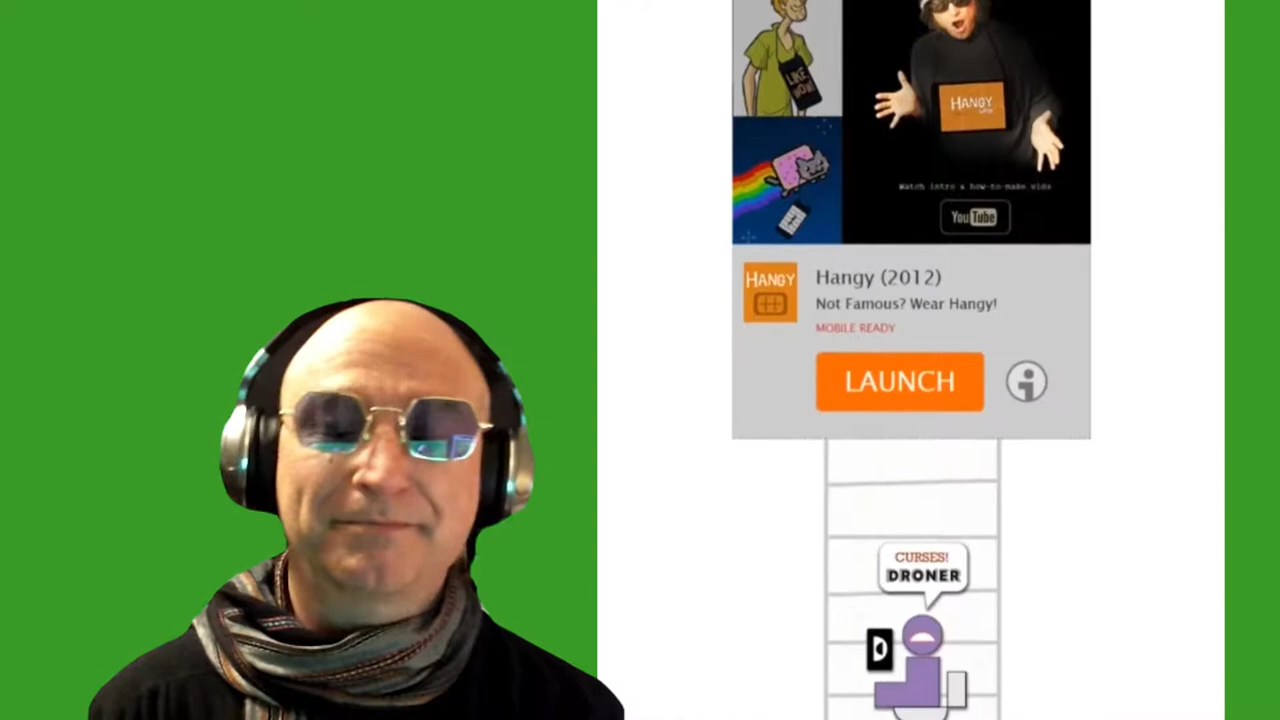 LIKE
WOW!
HANGY
Watch intro & how-to-make vids
YouTube
HANGY
Hangy (2012)
Not Famous? Wear Hangy!
MOBILE READY
LAUNCH
CURSES!
DRONER
D